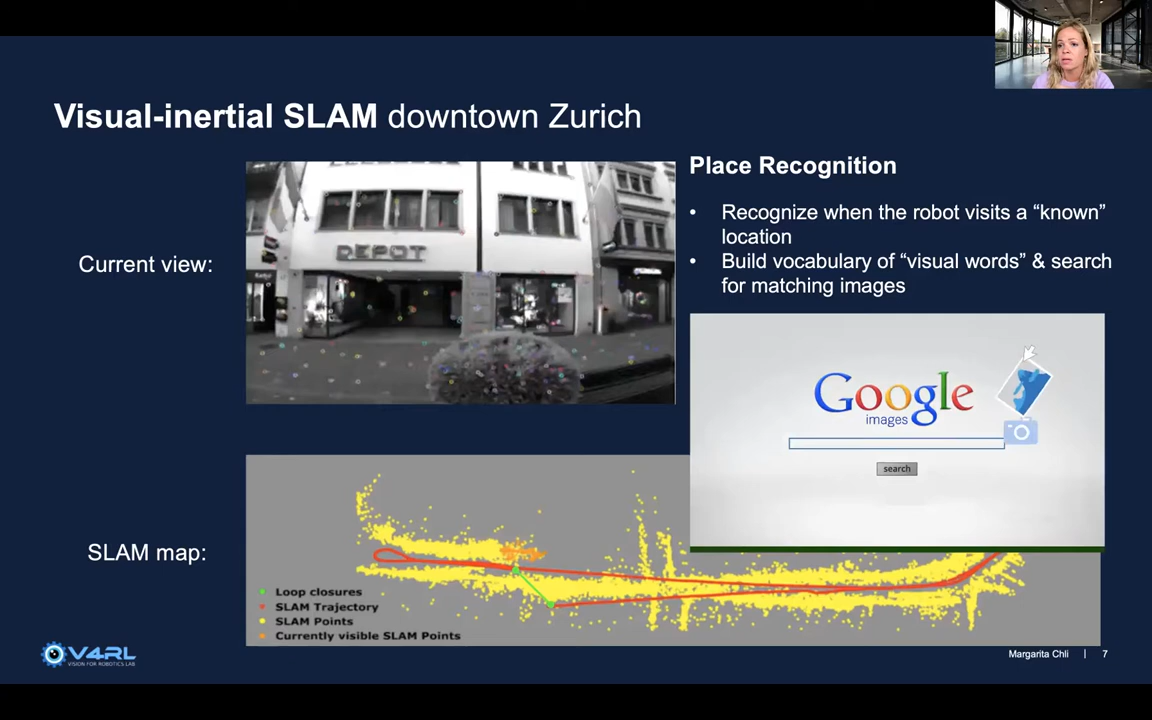 Visual-inertial SLAM downtown Zurich
Place Recognition
• Recognize when the robot visits a “known”
location
• Build vocabulary of “visual words” & search
for matching images
Current view:
DEPOT
Google
images
search
SLAM map:
Loop closures
SLAM Trajectory
SLAM Points
Currently visible SLAM Points
V4RL
VISION FOR ROBOTICS LAB
Margarita Chli | 7